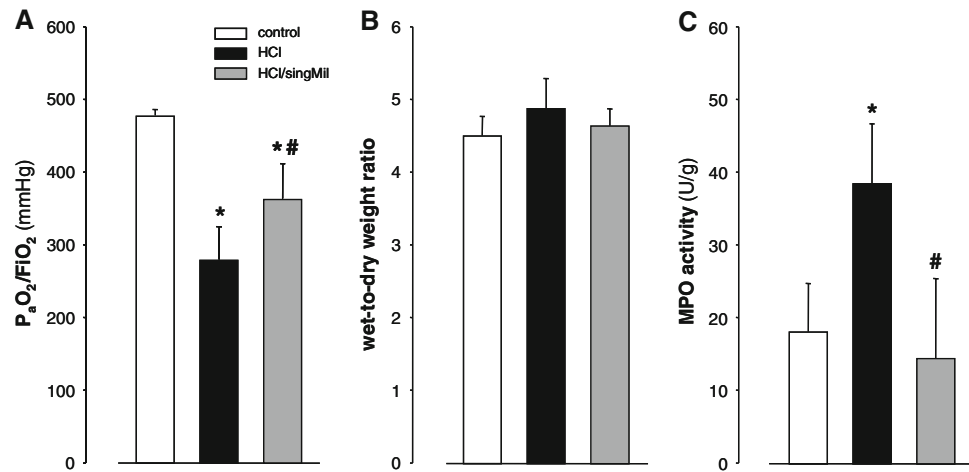 A
600
500
400
300
200
100
0
PaO2/FiO2 (mmHg)
control
HCl
HCl/singMil
*
*#
B
6
5
4
3
2
1
0
wet-to-dry weight ratio
C
60
50
40
30
20
10
0
MPO activity (U/g)
*
#